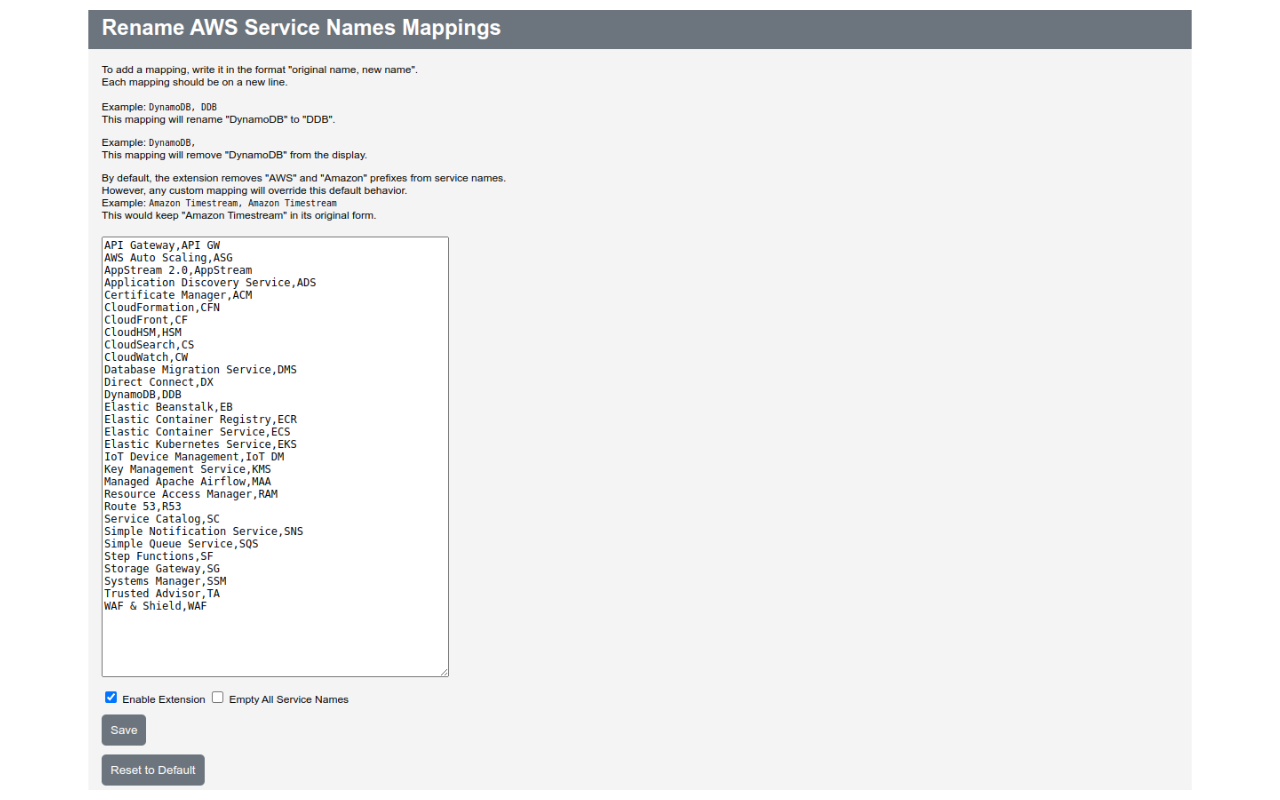 Rename AWS Service Names Mappings
To add a mapping, write it in the format "original name, new name".
Each mapping should be on a new line.
Example: DynamoDB, DDB
This mapping will rename "DynamoDB" to "DDB".
Example: DynamoDB,
This mapping will remove "DynamoDB" from the display.
By default, the extension removes "AWS" and "Amazon" prefixes from service names.
However, any custom mapping will override this default behavior.
Example: Amazon Timestream, Amazon Timestream
This would keep "Amazon Timestream" in its original form.
API Gateway,API GW
AWS Auto Scaling,ASG
AppStream 2.0,AppStream
Application Discovery Service,ADS
Certificate Manager,ACM
CloudFormation,CFN
CloudFront,CF
CloudHSM,HSM
CloudSearch,CS
CloudWatch,CW
Database Migration Service,DMS
Direct Connect,DX
DynamoDB,DDB
Elastic Beanstalk,EB
Elastic Container Registry,ECR
Elastic Container Service,ECS
Elastic Kubernetes Service,EKS
IoT Device Management,IoT DM
Key Management Service,KMS
Managed Apache Airflow,MAA
Resource Access Manager,RAM
Route 53,R53
Service Catalog,SC
Simple Notification Service,SNS
Simple Queue Service,SQS
Step Functions,SF
Storage Gateway,SG
Systems Manager,SSM
Trusted Advisor,TA
WAF & Shield,WAF
Enable Extension Empty All Service Names
Save
Reset to Default